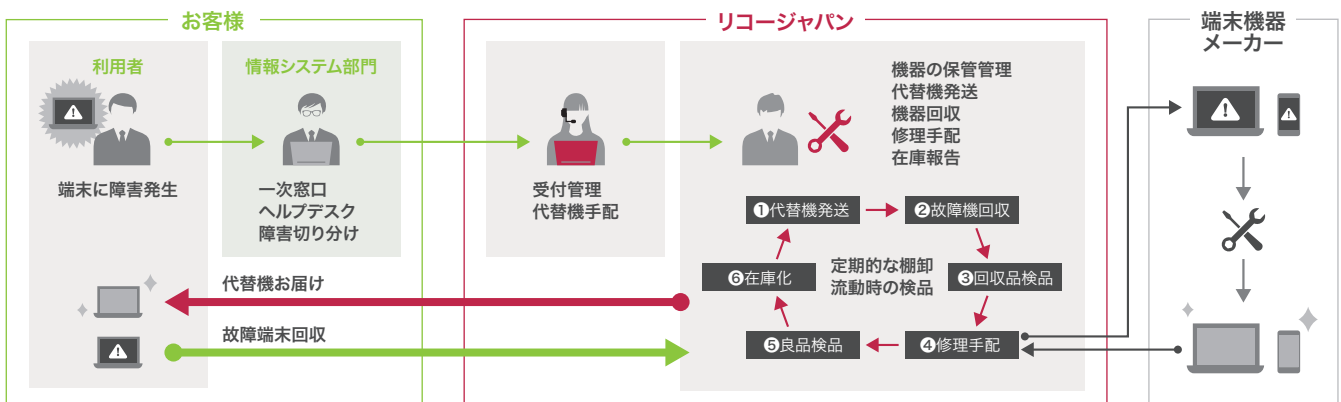 お客様
利用者
端末に障害発生
情報システム部門
一次窓口
ヘルプデスク
障害切り分け
代替機お届け
故障端末回収
リコージャパン
受付管理
代替機手配
機器の保管管理
代替機発送
機器回収
修理手配
在庫報告
❶代替機発送
❷故障機回収
❸回収品検品
❹修理手配
❺良品検品
❻在庫化
定期的な棚卸
流動時の検品
端末機器
メーカー